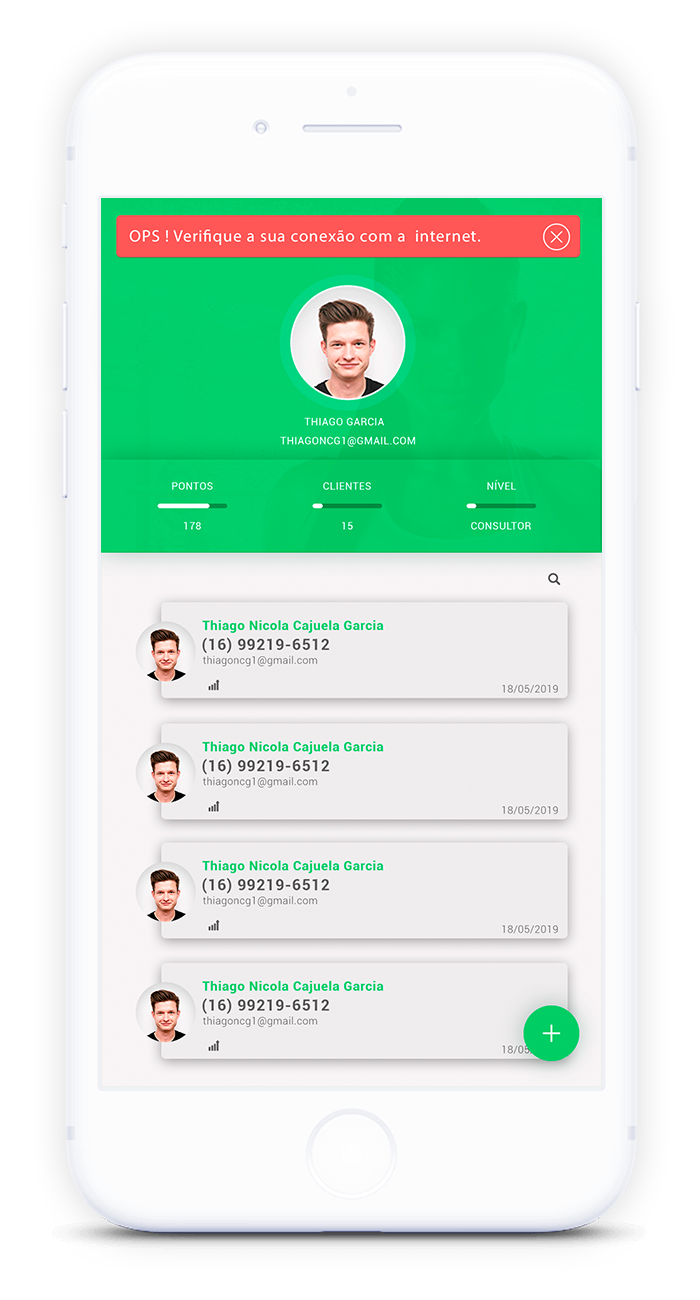 OPS ! Verifique a sua conexão com a internet.
THIAGO GARCIA
THIAGONCG1@GMAIL.COM
PONTOS CLIENTES NÍVEL
178 15 CONSULTOR
Thiago Nicola Cajuela Garcia
(16) 99219-6512
thiagoncg1@gmail.com
18/05/2019
Thiago Nicola Cajuela Garcia
(16) 99219-6512
thiagoncg1@gmail.com
18/05/2019
Thiago Nicola Cajuela Garcia
(16) 99219-6512
thiagoncg1@gmail.com
18/05/2019
Thiago Nicola Cajuela Garcia
(16) 99219-6512
thiagoncg1@gmail.com